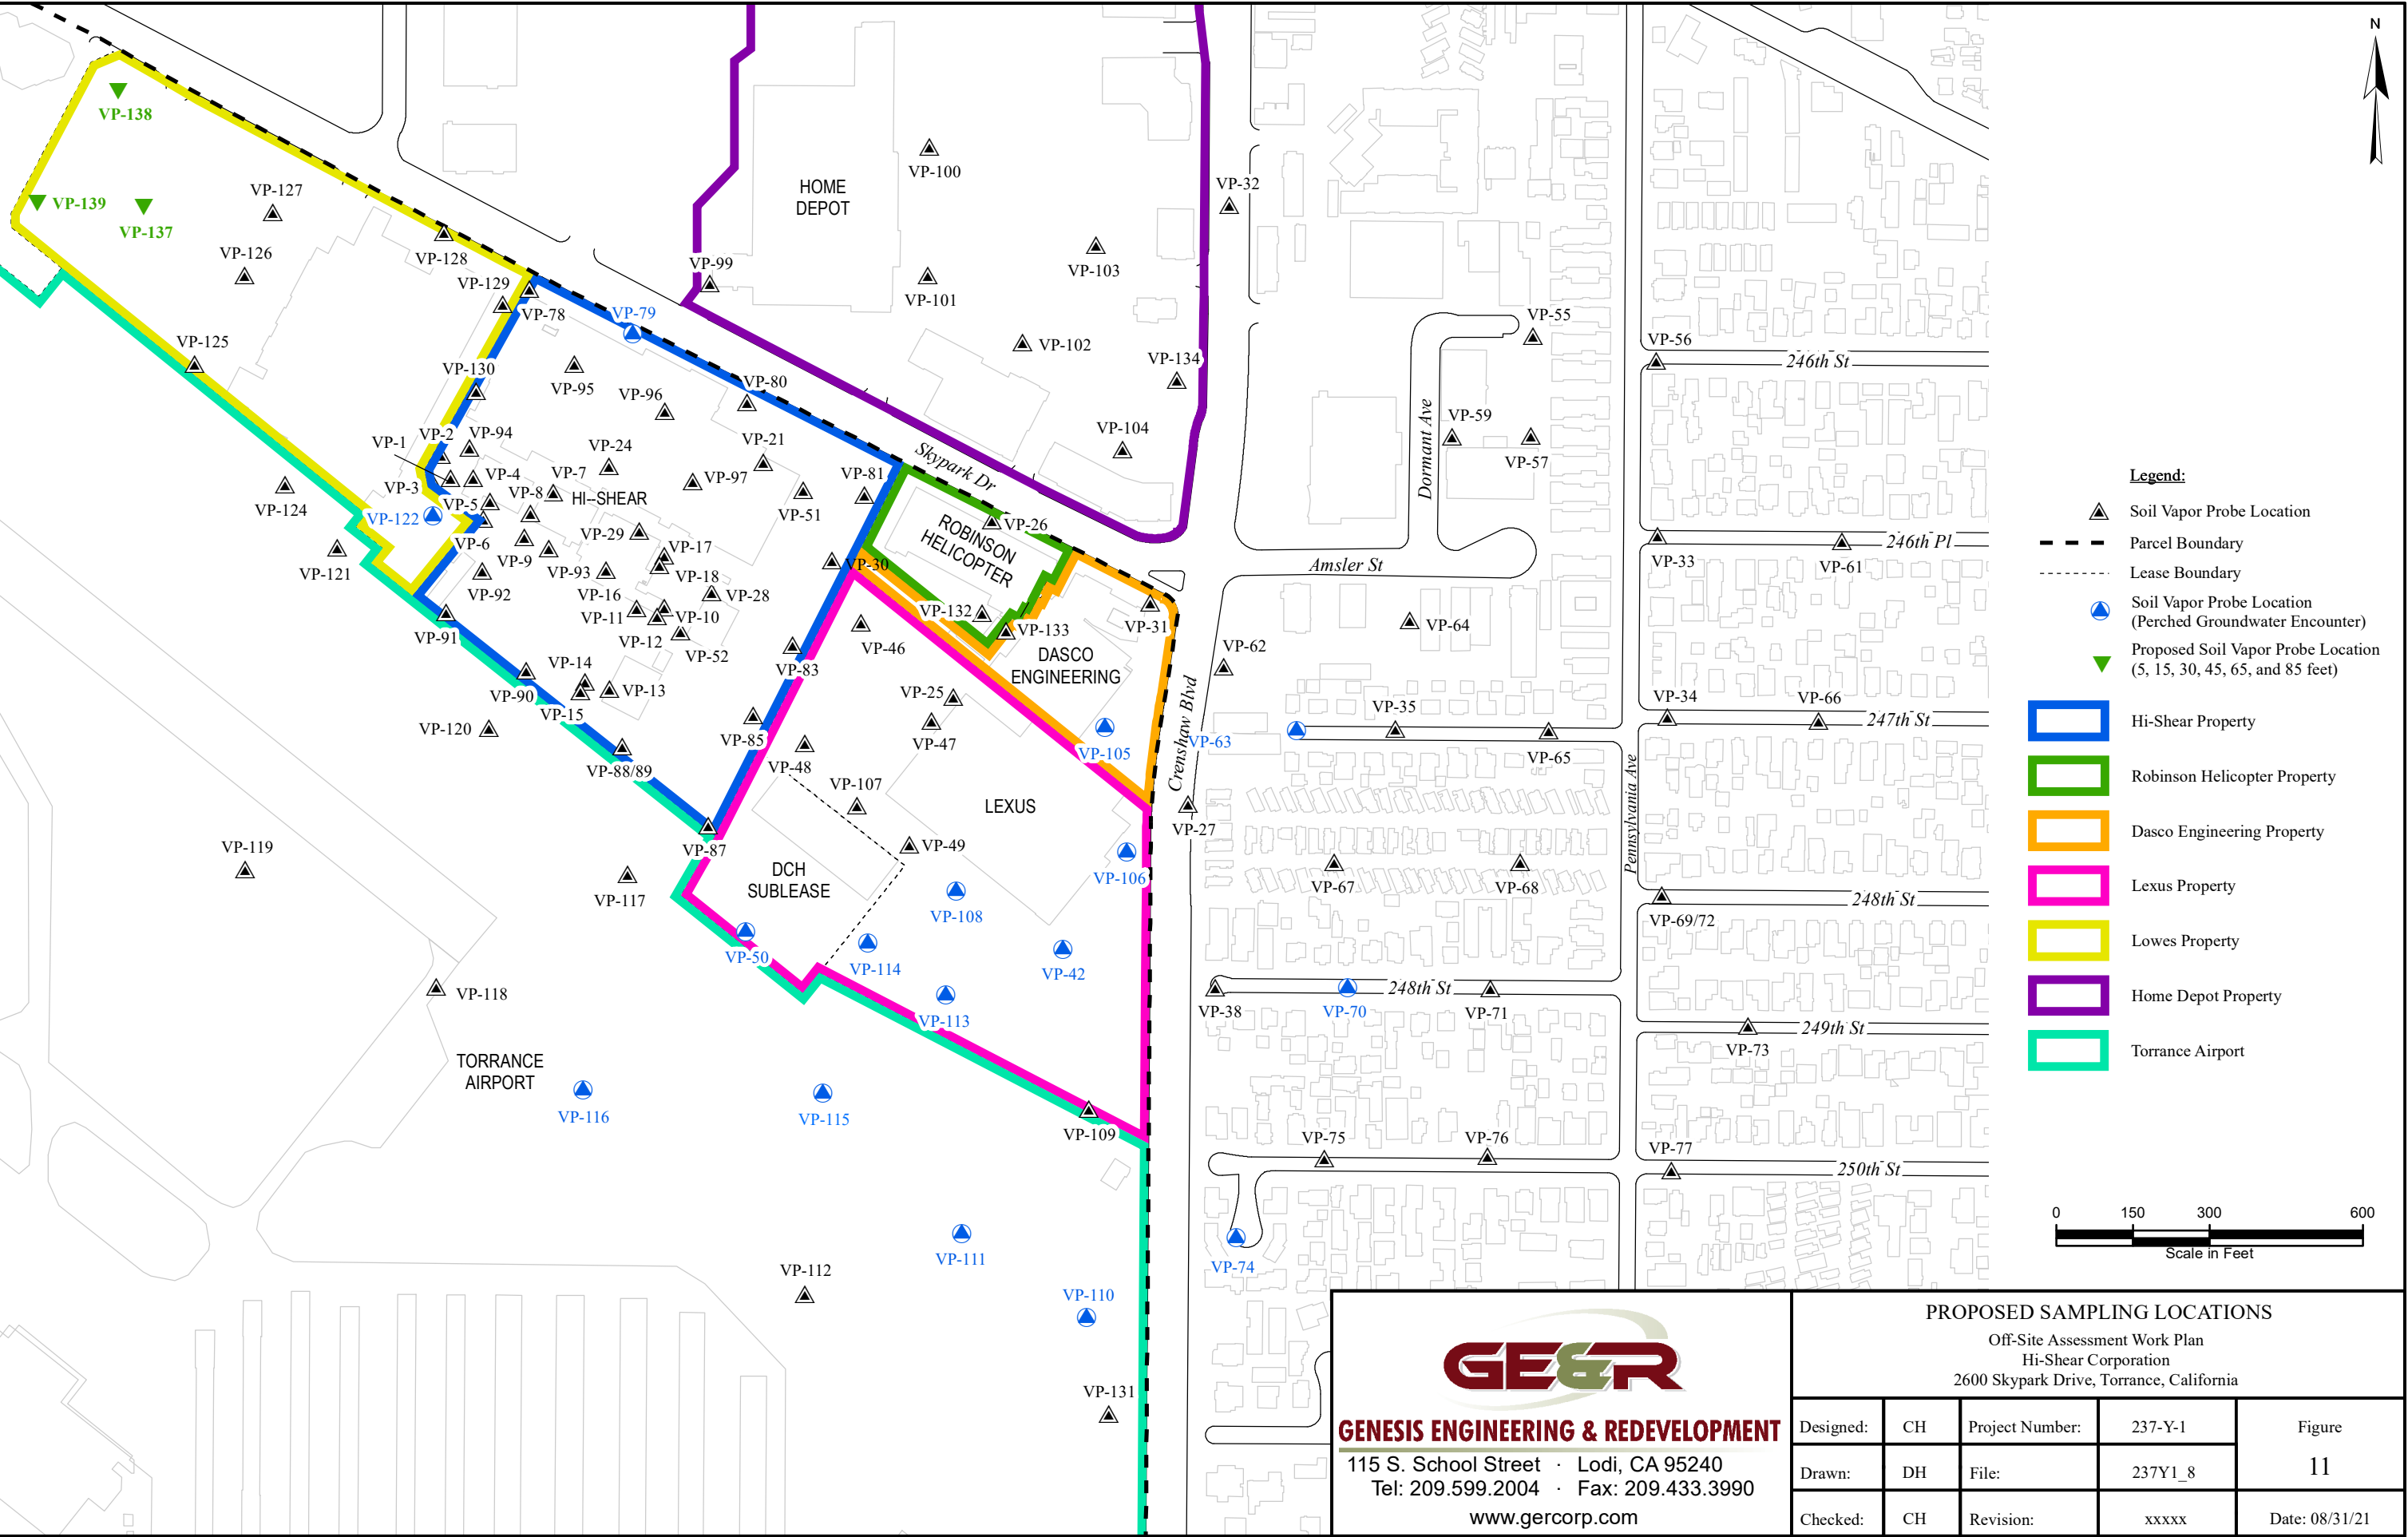 N
VP-138
VP-139
VP-137
VP-127
VP-126
VP-128
VP-129
VP-78
VP-79
VP-125
VP-130
VP-95
VP-96
VP-80
VP-99
HOME
DEPOT
VP-100
VP-101
VP-102
VP-103
VP-134
VP-104
VP-32
VP-55
VP-56
246th St
VP-59
VP-57
Dormant Ave
Skypark Dr
VP-1
VP-2
VP-94
VP-24
VP-21
VP-81
VP-3
VP-4
VP-7
VP-97
VP-5
VP-8
HI-SHEAR
VP-51
VP-124
VP-122
VP-6
VP-29
VP-26
ROBINSON
HELICOPTER
VP-121
VP-9
VP-93
VP-17
VP-18
VP-30
VP-92
VP-16
VP-28
VP-11
VP-10
VP-12
VP-52
VP-132
VP-133
VP-31
VP-91
VP-46
DASCO
ENGINEERING
Amsler St
VP-33
246th Pl
VP-61
VP-64
VP-62
VP-14
VP-13
VP-90
VP-15
VP-83
VP-25
VP-47
VP-120
VP-85
VP-48
VP-88/89
VP-105
Crenshaw Blvd
VP-63
VP-35
VP-65
VP-34
VP-66
247th St
Pennsylvania Ave
VP-107
LEXUS
VP-27
VP-119
VP-87
VP-49
VP-106
VP-67
VP-68
DCH
SUBLEASE
VP-117
VP-108
VP-69/72
248th St
VP-50
VP-114
VP-42
VP-118
VP-113
VP-38
248th St
VP-70
VP-71
249th St
VP-73
TORRANCE
AIRPORT
VP-116
VP-115
VP-109
VP-75
VP-76
VP-77
250th St
VP-111
VP-74
VP-112
VP-110
VP-131
Legend:
Soil Vapor Probe Location
Parcel Boundary
Lease Boundary
Soil Vapor Probe Location
(Perched Groundwater Encounter)
Proposed Soil Vapor Probe Location
(5, 15, 30, 45, 65, and 85 feet)
Hi-Shear Property
Robinson Helicopter Property
Dasco Engineering Property
Lexus Property
Lowes Property
Home Depot Property
Torrance Airport
0 150 300 600
Scale in Feet
GE&R
GENESIS ENGINEERING & REDEVELOPMENT
115 S. School Street · Lodi, CA 95240
Tel: 209.599.2004 · Fax: 209.433.3990
www.gercorp.com
PROPOSED SAMPLING LOCATIONS
Off-Site Assessment Work Plan
Hi-Shear Corporation
2600 Skypark Drive, Torrance, California
Designed: CH Project Number: 237-Y-1 Figure
Drawn: DH File: 237Y1_8 11
Checked: CH Revision: xxxxx Date: 08/31/21